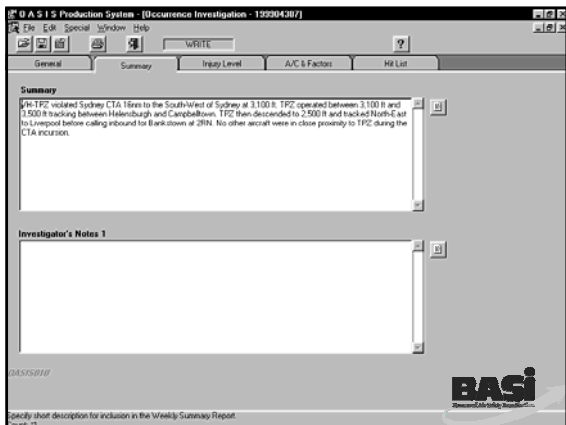 O A S I S Production System - [Occurrence Investigation - 199904307]
File Edit Special Window Help
WRITE
?
General Summary Injury Level A/C & Factors Hit List
Summary
VH-TPZ violated Sydney CTA 16nm to the South-West of Sydney at 3,100 ft. TPZ operated between 3,100 ft and
3,500 ft tracking between Helensburgh and Campbelltown. TPZ then descended to 2,500 ft and tracked North-East
to Liverpool before calling inbound for Bankstown at 2RN. No other aircraft were in close proximity to TPZ during the
CTA incursion.
Investigator's Notes 1
OASIS010
BASI
Specify short description for inclusion in the Weekly Summary Report.